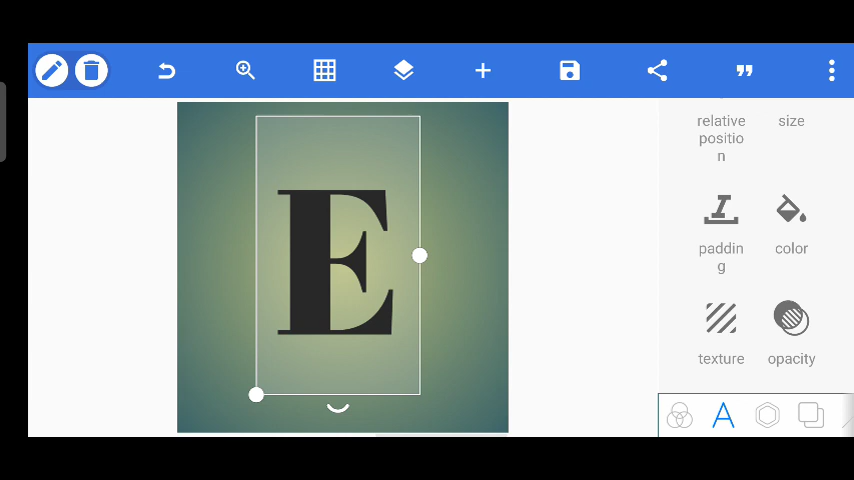 E
relative
positio
n
size
paddin
g
color
texture
opacity